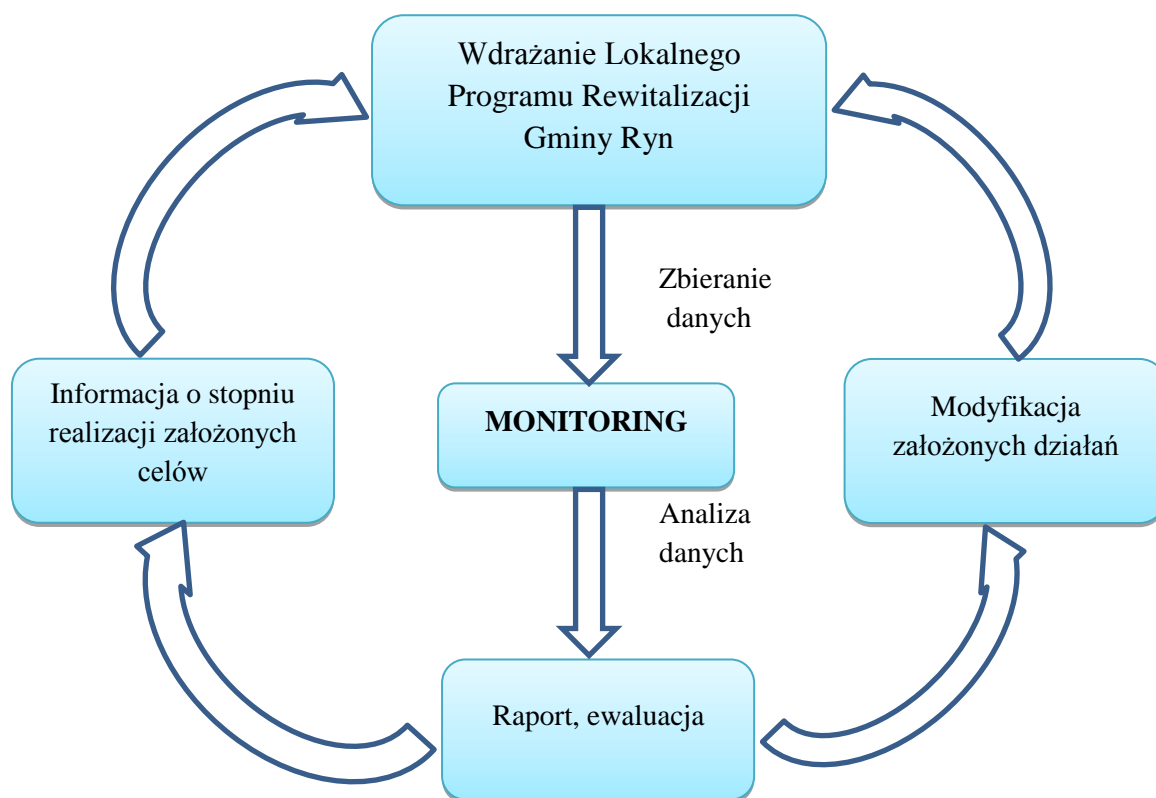 Wdrażanie Lokalnego
Programu Rewitalizacji
Gminy Ryn
Zbieranie
danych
Informacja o stopniu
realizacji założonych
celów
MONITORING
Modyfikacja
założonych działań
Analiza
danych
Raport, ewaluacja